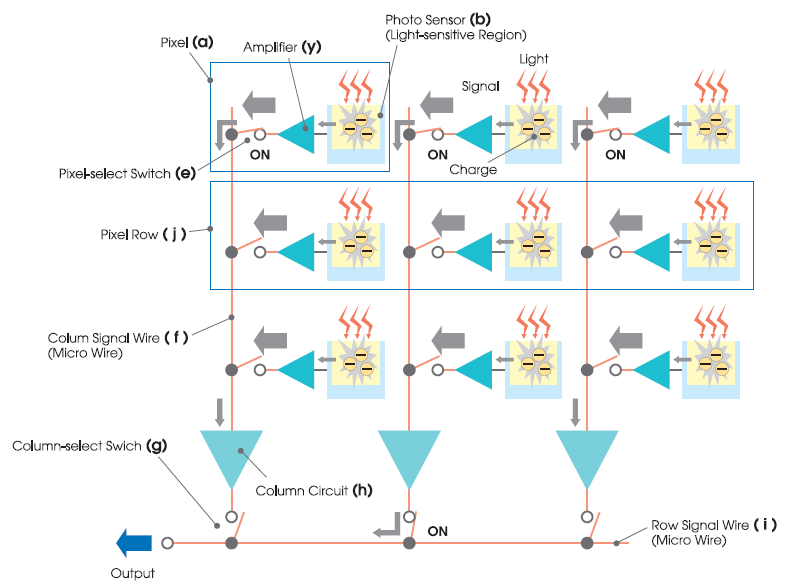 Photo Sensor (b)
(Light-sensitive Region)
Pixel (a)
Amplifier (y)
Light
Signal
ON
ON
ON
Pixel-select Switch (e)
Charge
Pixel Row (j)
Colum Signal Wire (f)
(Micro Wire)
Column-select Swich (g)
Column Circuit (h)
ON
Row Signal Wire (i)
(Micro Wire)
Output